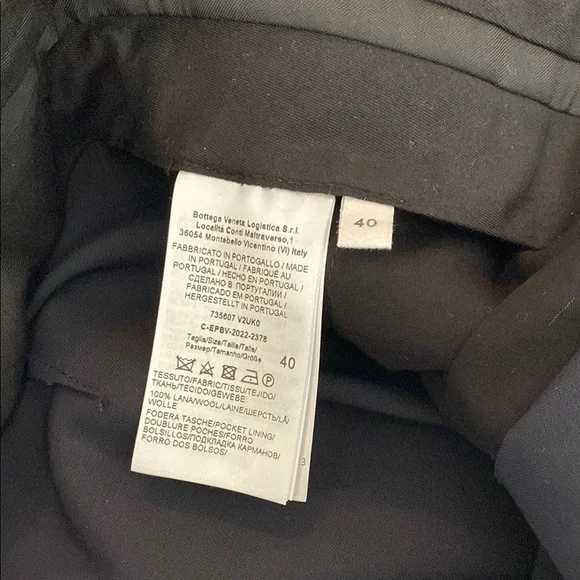 Bottega Veneta Logistica S.r.l.
Località Conti Maltraverso,1
36054 Montebello Vicentino (VI) Italy
FABBRICATO IN PORTOGALLO / MADE
IN PORTUGAL / FABRIQUÉ AU
PORTUGAL / HECHO EN PORTUGAL /
СДЕЛАНО В ПОРТУГАЛИИ /
FABRICADO EM PORTUGAL /
HERGESTELLT IN PORTUGAL
735607 V2UK0
C-EPBV-2022-2378
Taglia/Size/Taille/Talla/
Размер/Tamanho/Größe
40
P
TESSUTO/FABRIC/TISSU/TEJIDO/
ТКАНЬ/TECIDO/GEWEBE:
100% LANA/WOOL/LAINE/ШЕРСТЬ/LÃ/
WOLLE
FODERA TASCHE/POCKET LINING/
DOUBLURE POCHES/FORRO
BOLSILLOS/ПОДКЛАДКА КАРМАНОВ/
FORRO DOS BOLSOS/
40